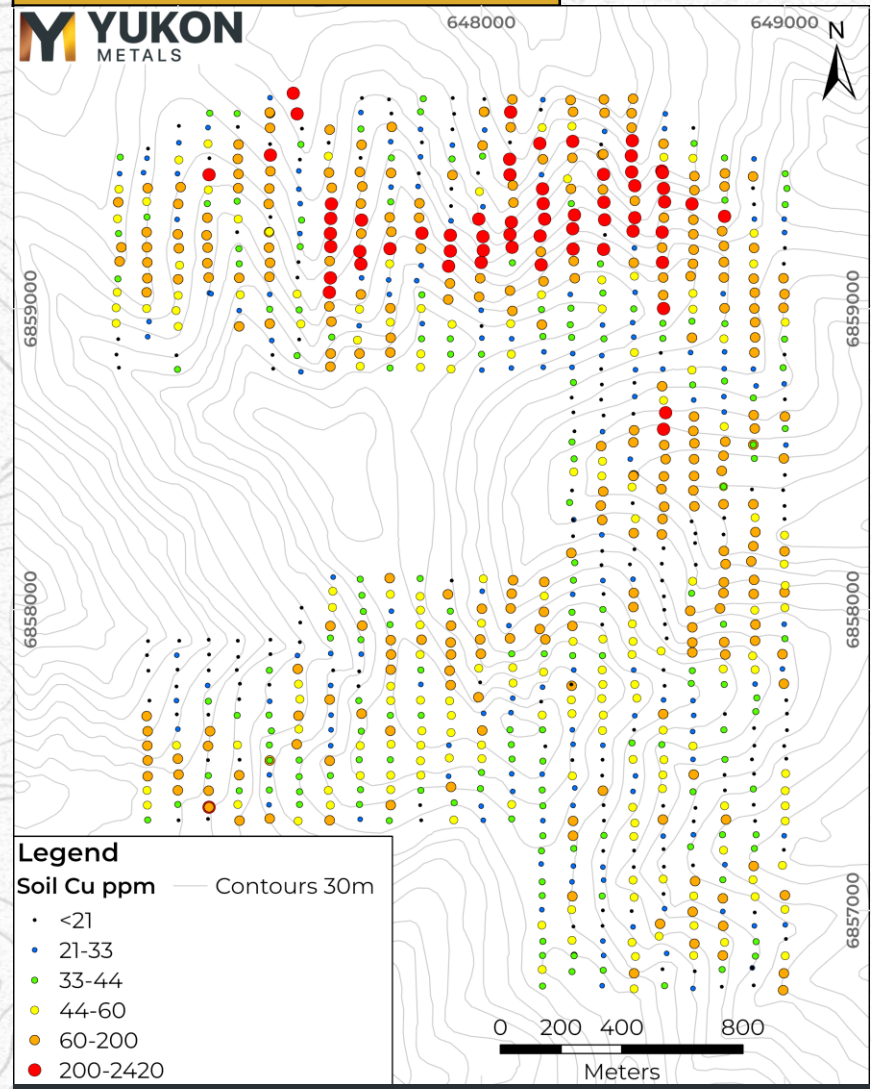 YUKON
METALS
648000
649000
N
6859000
6859000
6858000
6858000
6857000
Legend
Soil Cu ppm
Contours 30m
<21
21-33
33-44
44-60
60-200
200-2420
0 200 400 800
Meters